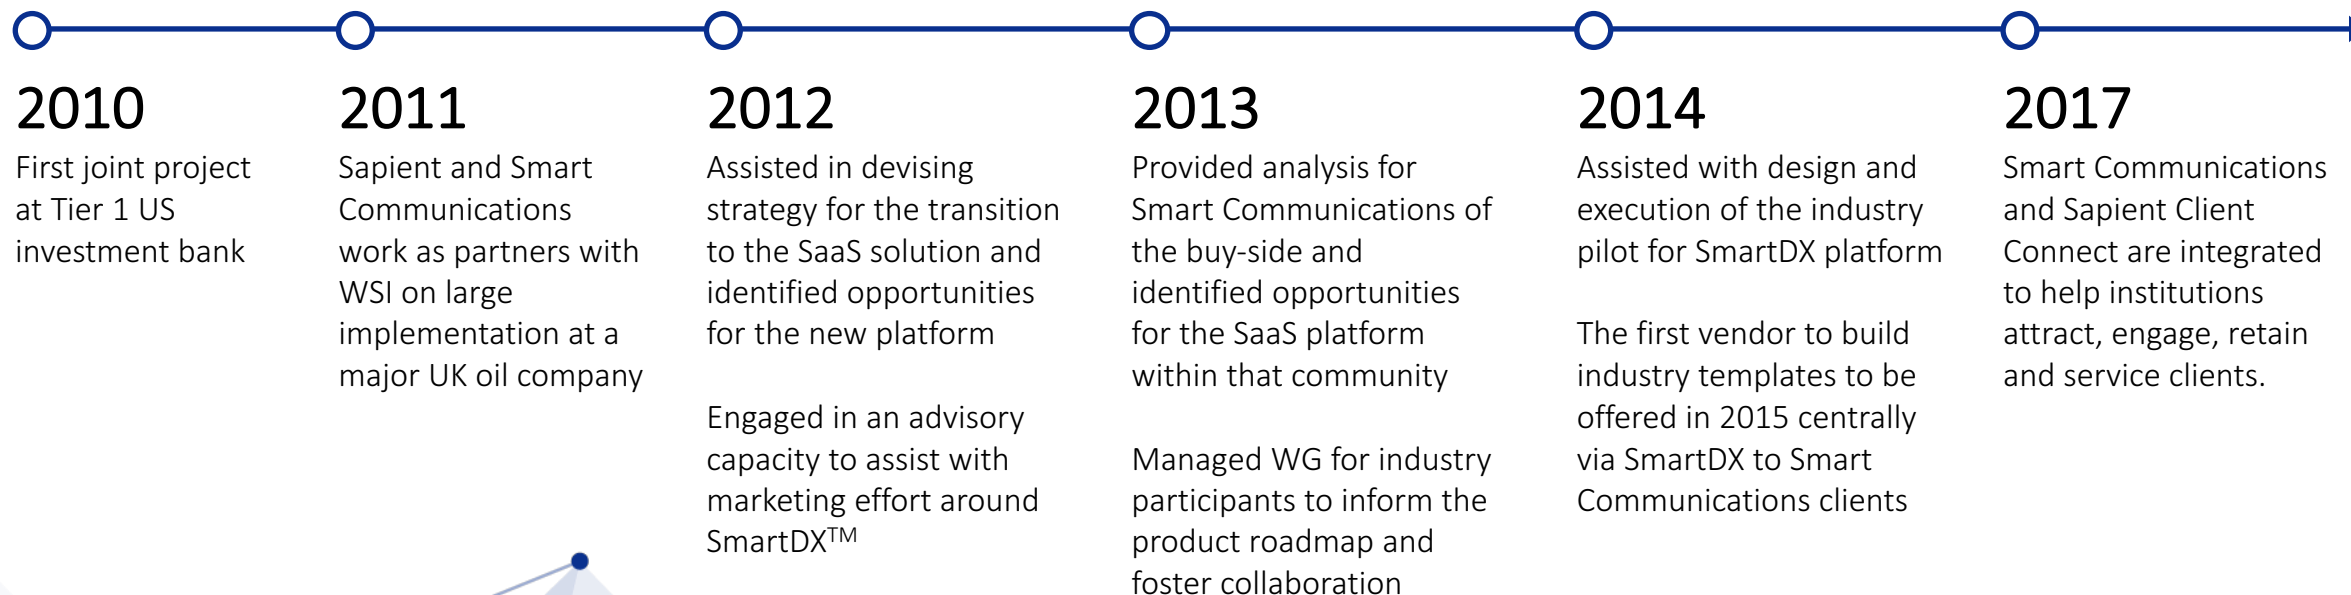 2010
First joint project
at Tier 1 US
investment bank
2011
Sapient and Smart
Communications
work as partners with
WSI on large
implementation at a
major UK oil company
2012
Assisted in devising
strategy for the transition
to the SaaS solution and
identified opportunities
for the new platform
Engaged in an advisory
capacity to assist with
marketing effort around
SmartDX™
2013
Provided analysis for
Smart Communications of
the buy-side and
identified opportunities
for the SaaS platform
within that community
Managed WG for industry
participants to inform the
product roadmap and
foster collaboration
2014
Assisted with design and
execution of the industry
pilot for SmartDX platform
The first vendor to build
industry templates to be
offered in 2015 centrally
via SmartDX to Smart
Communications clients
2017
Smart Communications
and Sapient Client
Connect are integrated
to help institutions
attract, engage, retain
and service clients.